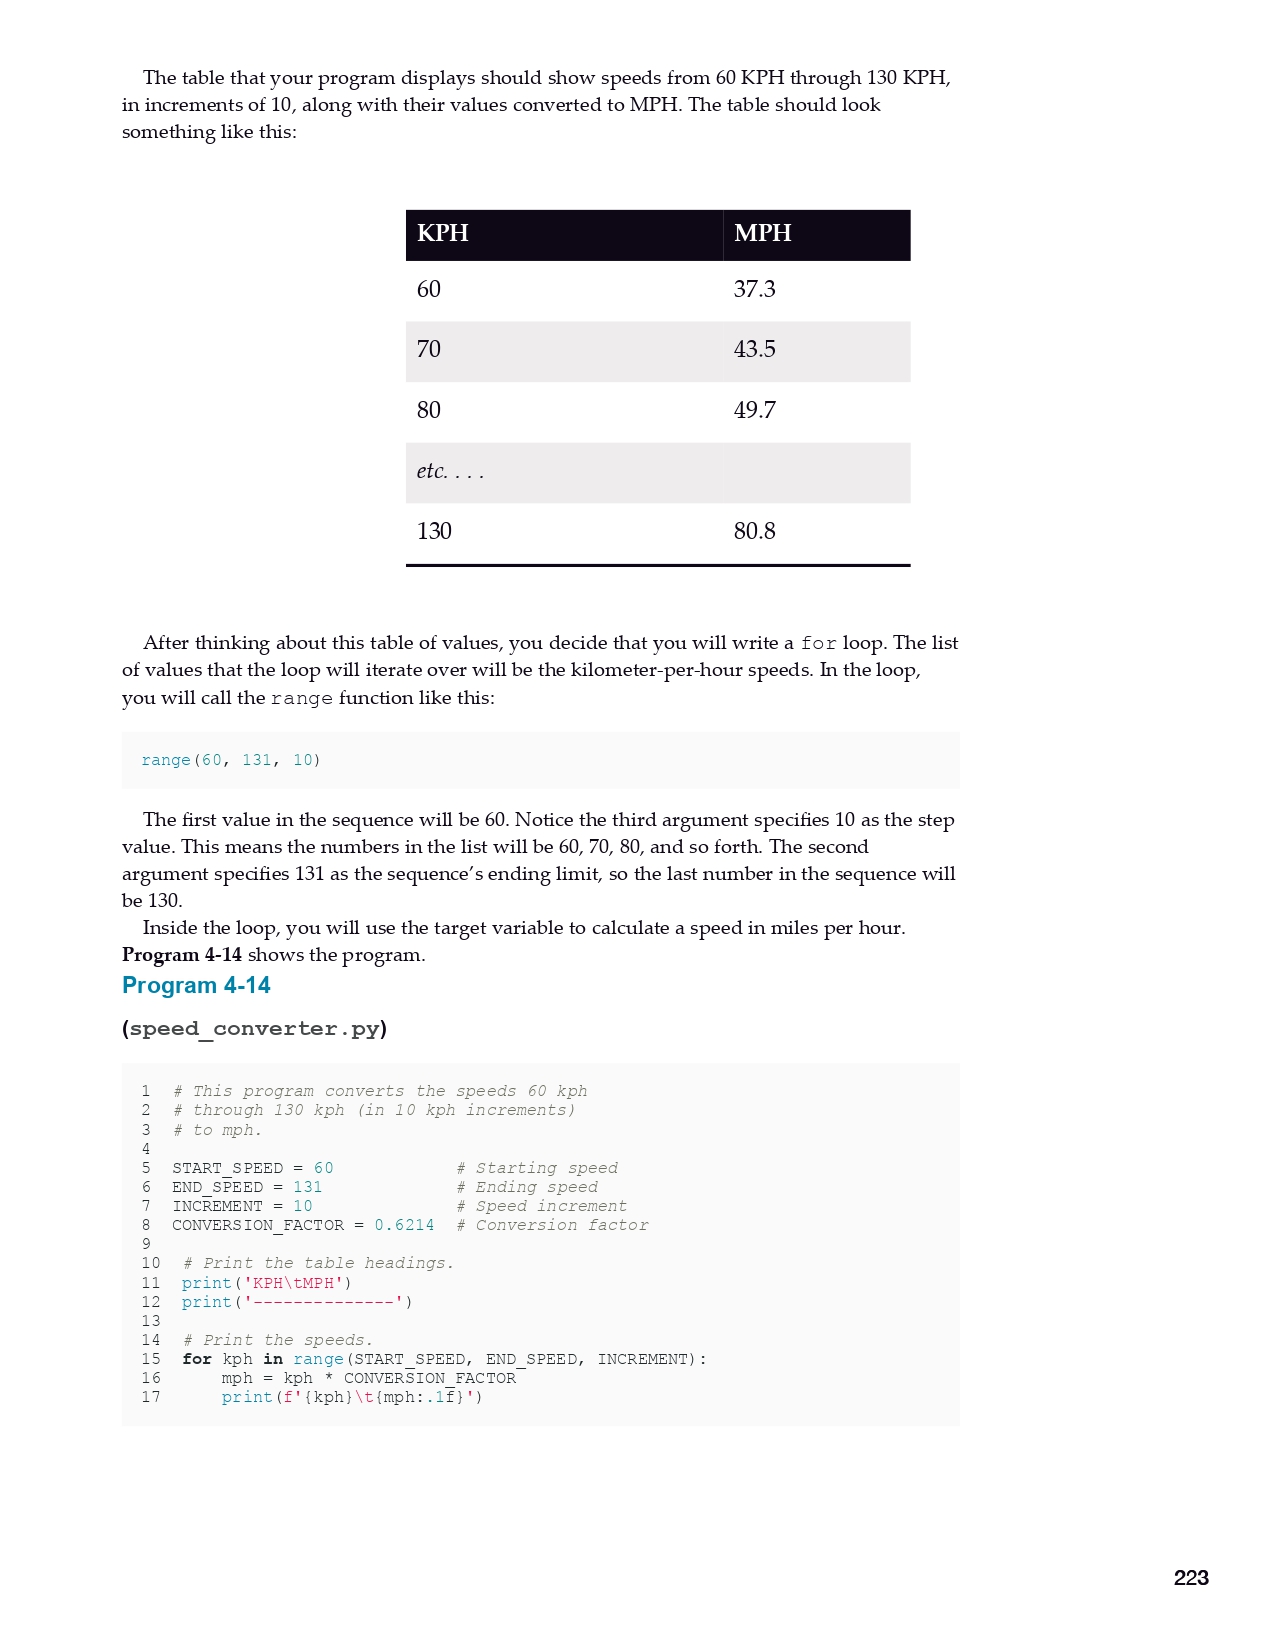 The table that your program displays should show speeds from 60 KPH through 130 KPH,
in increments of 10, along with their values converted to MPH. The table should look
something like this:
KPH MPH
60 37.3
70 43.5
80 49.7
etc. . . .
130 80.8
After thinking about this table of values, you decide that you will write a for loop. The list
of values that the loop will iterate over will be the kilometer-per-hour speeds. In the loop,
you will call the range function like this:
range(60, 131, 10)
The first value in the sequence will be 60. Notice the third argument specifies 10 as the step
value. This means the numbers in the list will be 60, 70, 80, and so forth. The second
argument specifies 131 as the sequence’s ending limit, so the last number in the sequence will
be 130.
Inside the loop, you will use the target variable to calculate a speed in miles per hour.
Program 4-14 shows the program.
Program 4-14
(speed_converter.py)
1 # This program converts the speeds 60 kph
2 # through 130 kph (in 10 kph increments)
3 # to mph.
4
5 START_SPEED = 60 # Starting speed
6 END_SPEED = 131 # Ending speed
7 INCREMENT = 10 # Speed increment
8 CONVERSION_FACTOR = 0.6214 # Conversion factor
9
10 # Print the table headings.
11 print('KPH\tMPH')
12 print('--------------')
13
14 # Print the speeds.
15 for kph in range(START_SPEED, END_SPEED, INCREMENT):
16 mph = kph * CONVERSION_FACTOR
17 print(f'{kph}\t{mph:.1f}')
223